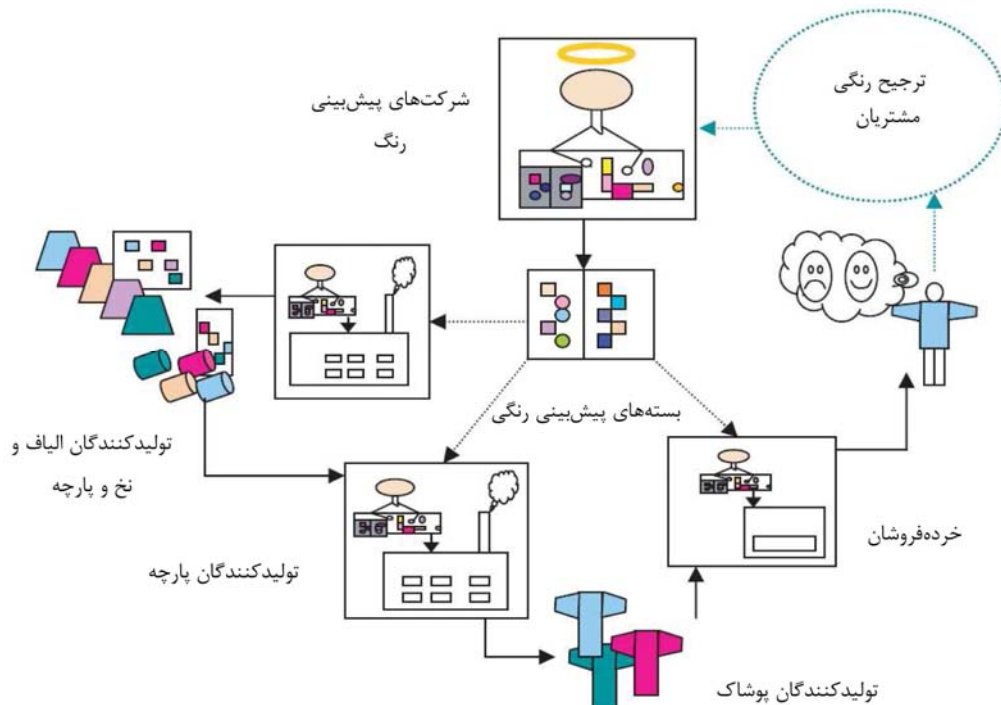 ترجیح رنگی
مشتریان
شرکت‌های پیش‌بینی
رنگ
بسته‌های پیش‌بینی رنگی
تولیدکنندگان الیاف و
نخ و پارچه
خرده‌فروشان
تولیدکنندگان پارچه
تولیدکنندگان پوشاک